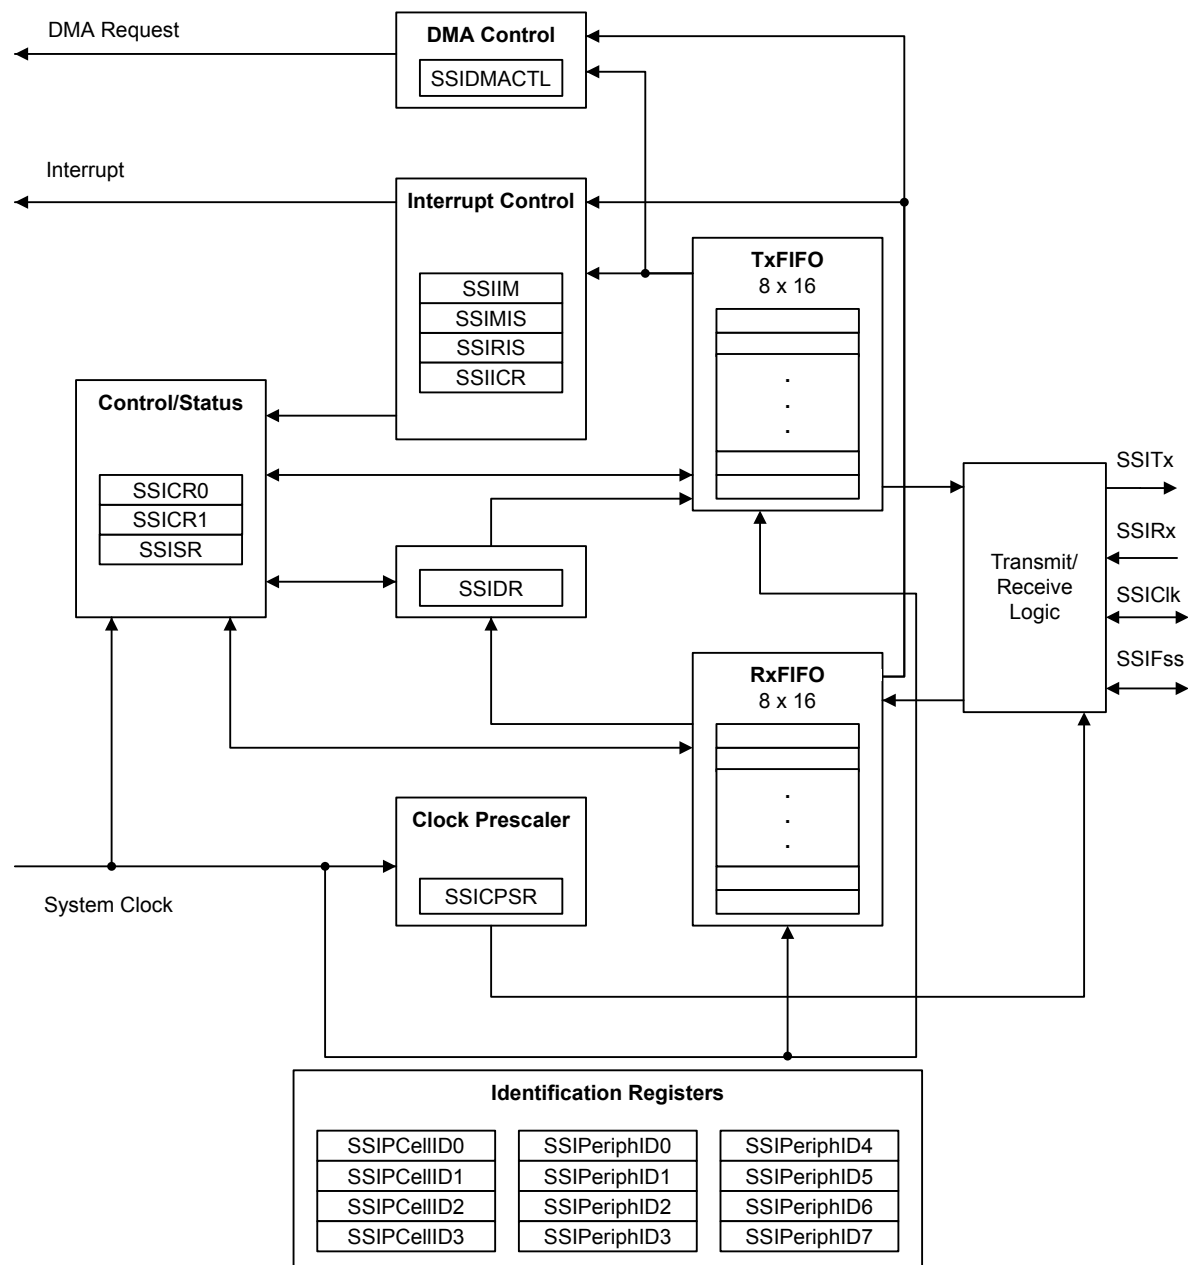 DMA Request
DMA Control
SSIDMACTL
Interrupt
Interrupt Control
SSIIM
SSIMIS
SSIRIS
SSIICR
TxFIFO
8 x 16
.
.
.
Control/Status
SSICR0
SSICR1
SSISR
SSIDR
Transmit/
Receive
Logic
SSITx
SSIRx
SSIClk
SSIFss
RxFIFO
8 x 16
.
.
.
Clock Prescaler
SSICPSR
System Clock
Identification Registers
SSIPCellID0
SSIPCellID1
SSIPCellID2
SSIPCellID3
SSIPeriphID0
SSIPeriphID1
SSIPeriphID2
SSIPeriphID3
SSIPeriphID4
SSIPeriphID5
SSIPeriphID6
SSIPeriphID7